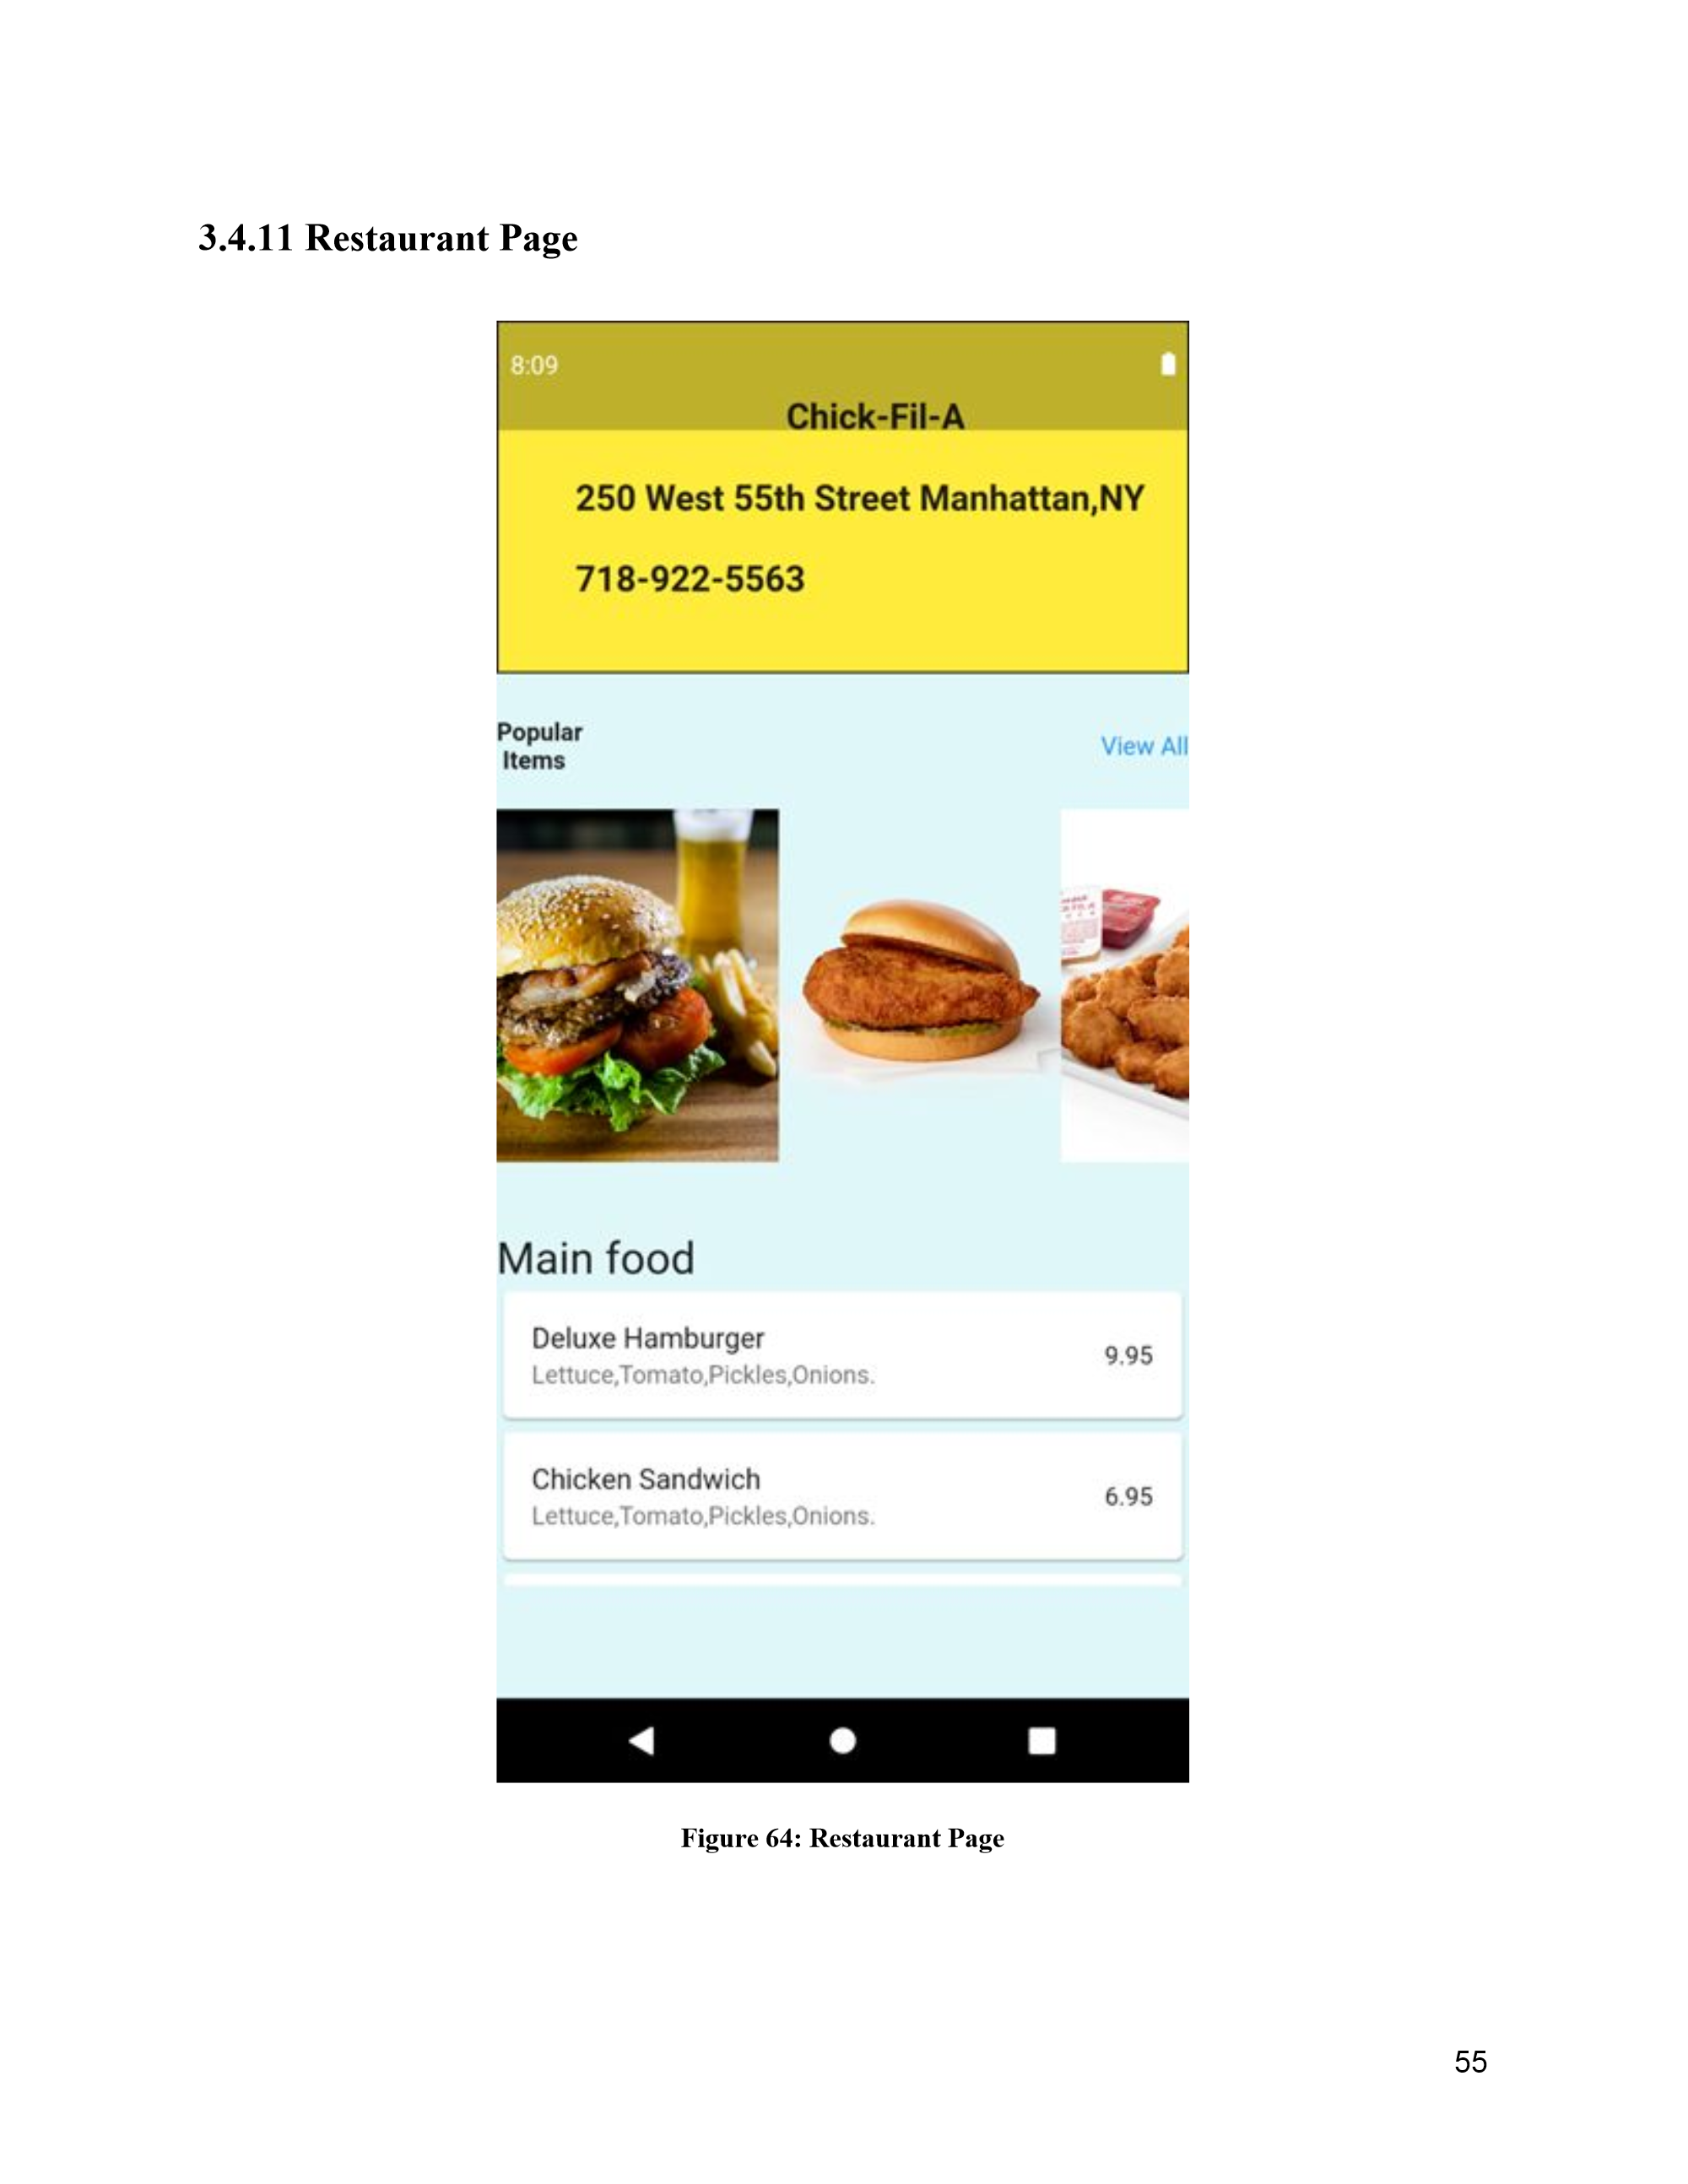 3.4.11 Restaurant Page
8:09
Chick-Fil-A
250 West 55th Street Manhattan,NY
718-922-5563
Popular
Items
View All
Main food
Deluxe Hamburger
Lettuce,Tomato,Pickles,Onions.
9.95
Chicken Sandwich
Lettuce,Tomato,Pickles,Onions.
6.95
Figure 64: Restaurant Page
55